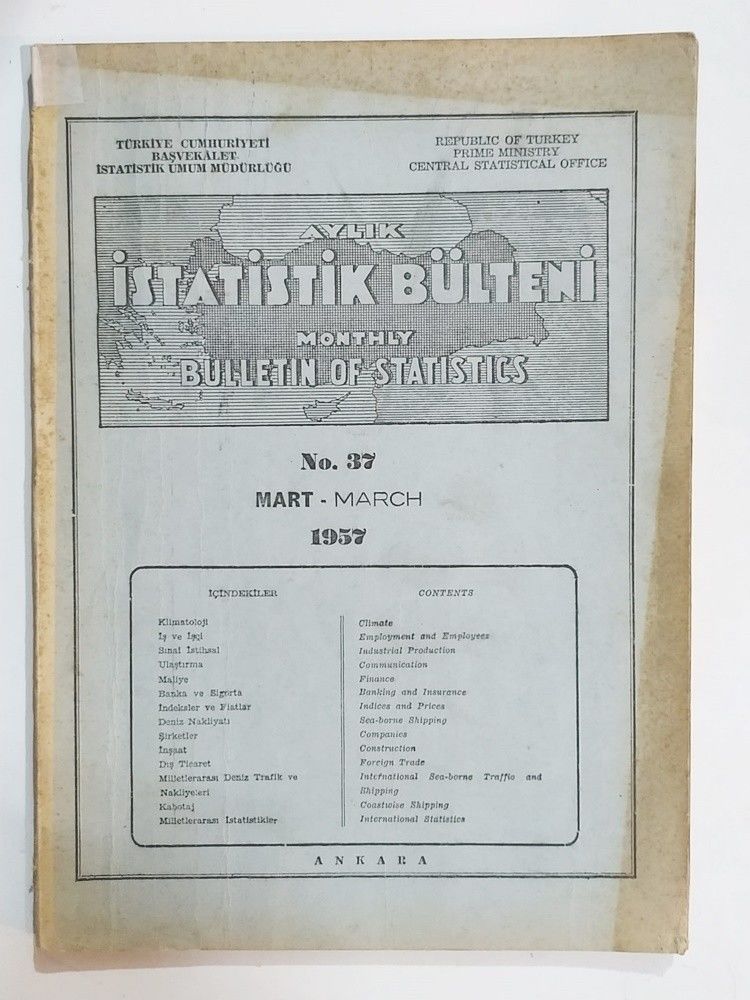 TÜRKİYE CUMHURİYETİ
BAŞVEKÂLET
İSTATİSTİK UMUM MÜDÜRLÜĞÜ
REPUBLIC OF TURKEY
PRIME MINISTRY
CENTRAL STATISTICAL OFFICE
AYLIK
İSTATİSTİK BÜLTENİ
MONTHLY
BULLETIN OF STATISTICS
No. 37
MART - MARCH
1957
İÇİNDEKİLER
Klimatoloji
İş ve İşçi
Sınai İstihsal
Ulaştırma
Maliye
Banka ve Sigorta
İndeksler ve Fiatlar
Deniz Nakliyatı
Şirketler
İnşaat
Dış Ticaret
Milletlerarası Deniz Trafik ve
Nakliyeleri
Kabotaj
Milletlerarası İstatistikler
CONTENTS
Climate
Employment and Employees
Industrial Production
Communication
Finance
Banking and Insurance
Indices and Prices
Sea-borne Shipping
Companies
Construction
Foreign Trade
International Sea-borne Traffic and
Shipping
Coastwise Shipping
International Statistics
ANKARA